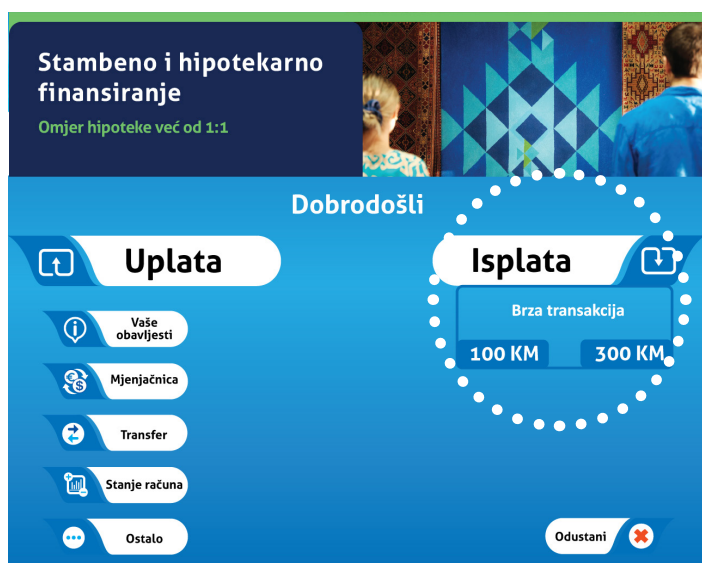 Stambeno i hipotekarno
finansiranje
Omjer hipoteke već od 1:1
Dobrodošli
Uplata
Isplata
Brza transakcija
100 KM
300 KM
Vaše
obavljesti
Mjenjačnica
Transfer
Stanje računa
Ostalo
Odustani